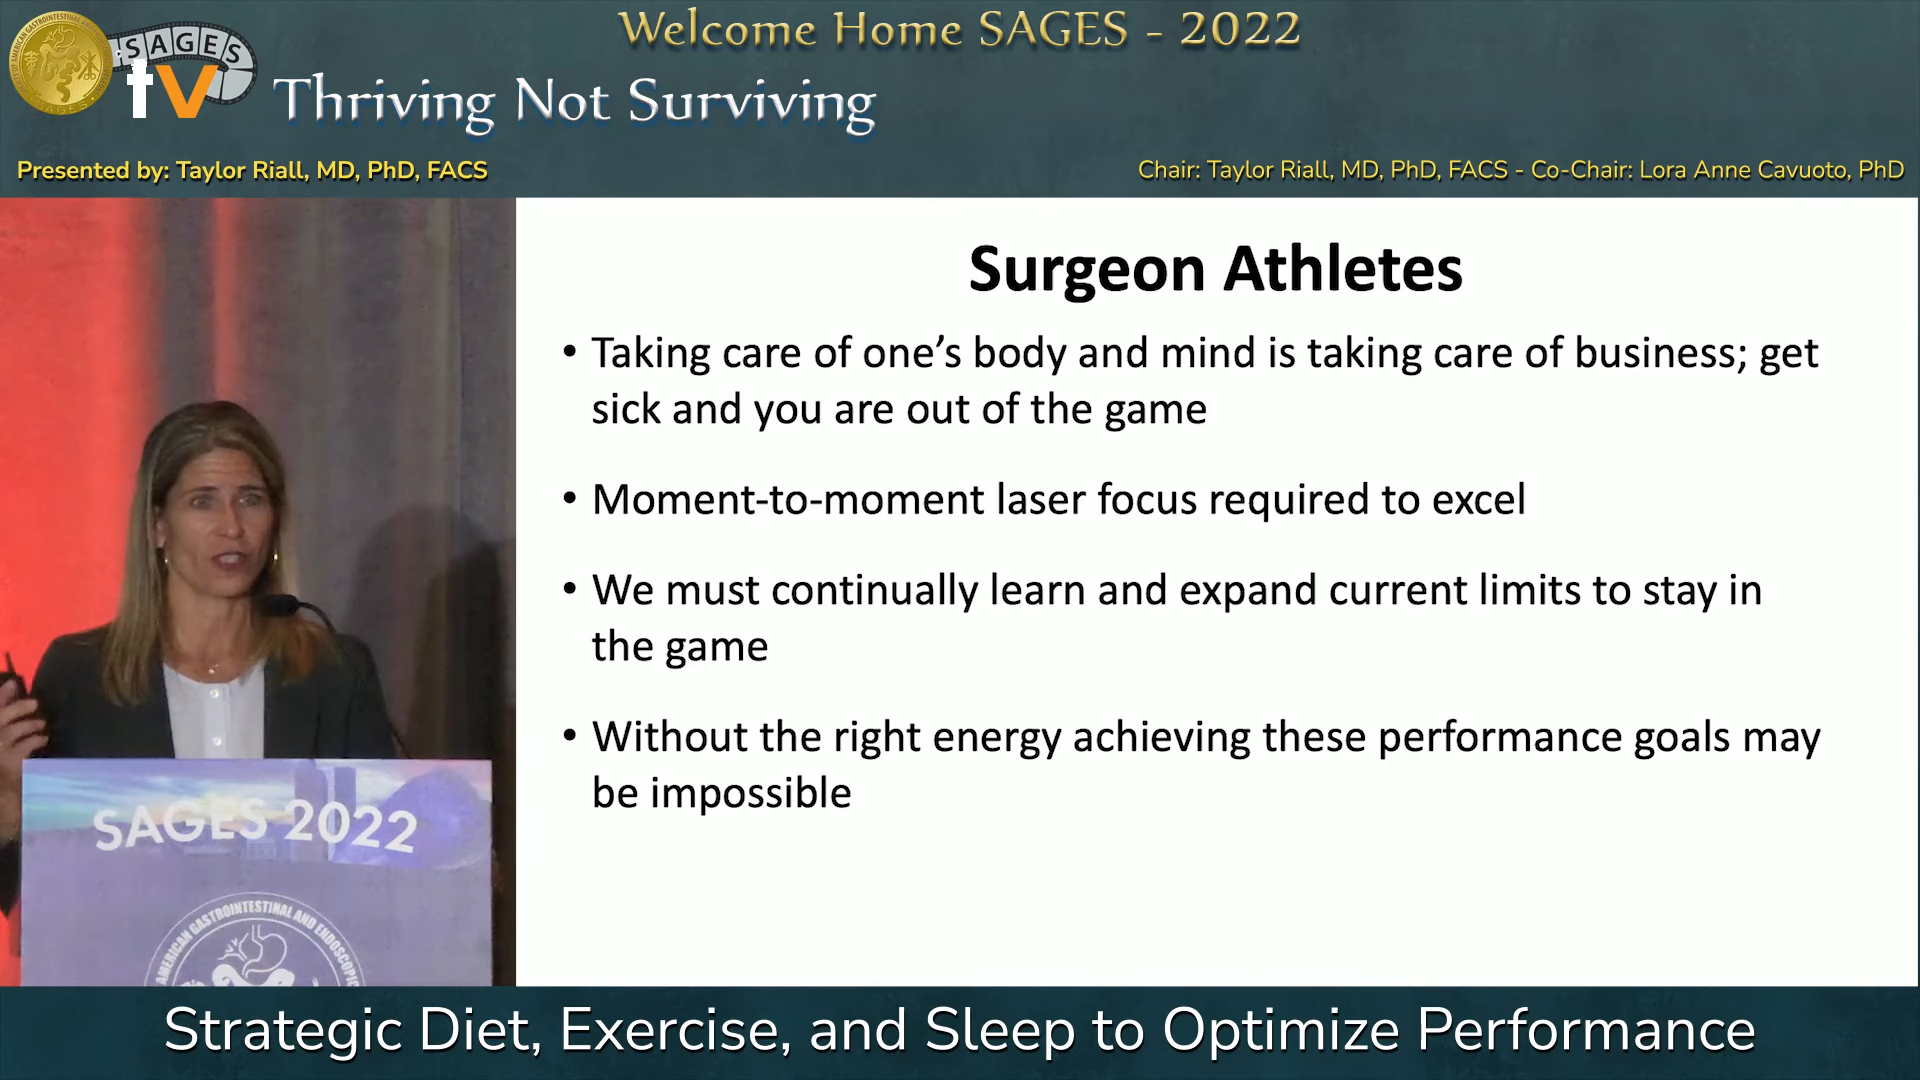 Welcome Home SAGES - 2022
SAGES
tv
Thriving Not Surviving
Presented by: Taylor Riall, MD, PhD, FACS
Chair: Taylor Riall, MD, PhD, FACS - Co-Chair: Lora Anne Cavuoto, PhD
Surgeon Athletes
• Taking care of one’s body and mind is taking care of business; get
sick and you are out of the game
• Moment-to-moment laser focus required to excel
• We must continually learn and expand current limits to stay in
the game
• Without the right energy achieving these performance goals may
be impossible
SAGES 2022
AMERICAN GASTROINTESTINAL AND ENDOSCOPIC
Strategic Diet, Exercise, and Sleep to Optimize Performance